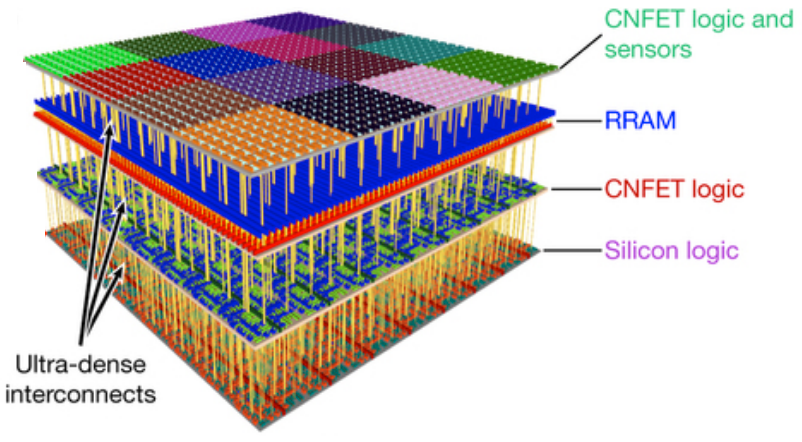 CNFET logic and
sensors
RRAM
CNFET logic
Silicon logic
Ultra-dense
interconnects